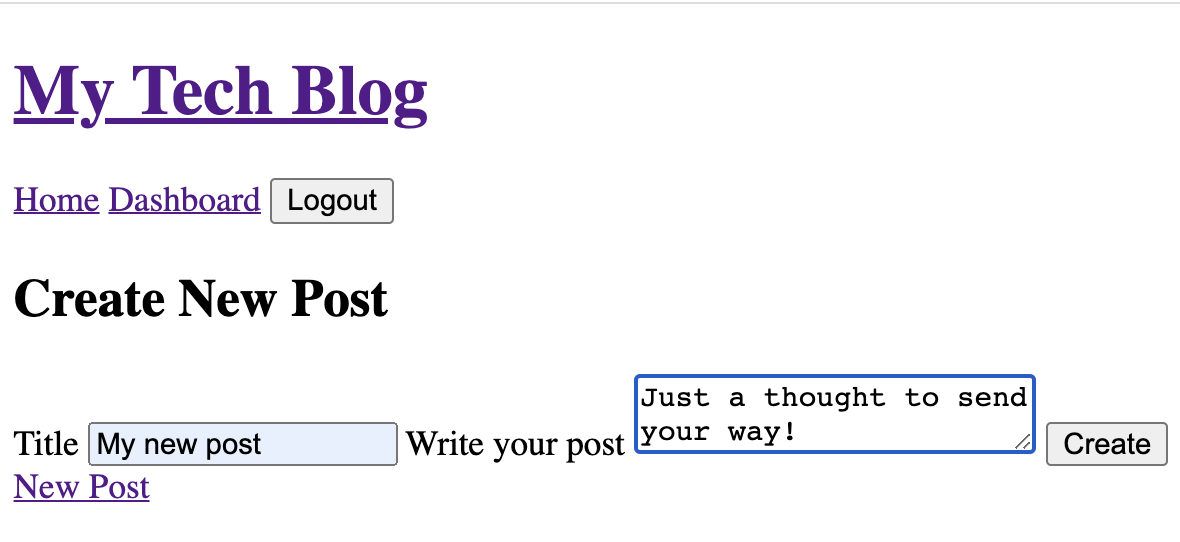 My Tech Blog
Home Dashboard Logout
Create New Post
Title My new post Write your post Just a thought to send
your way! Create
New Post